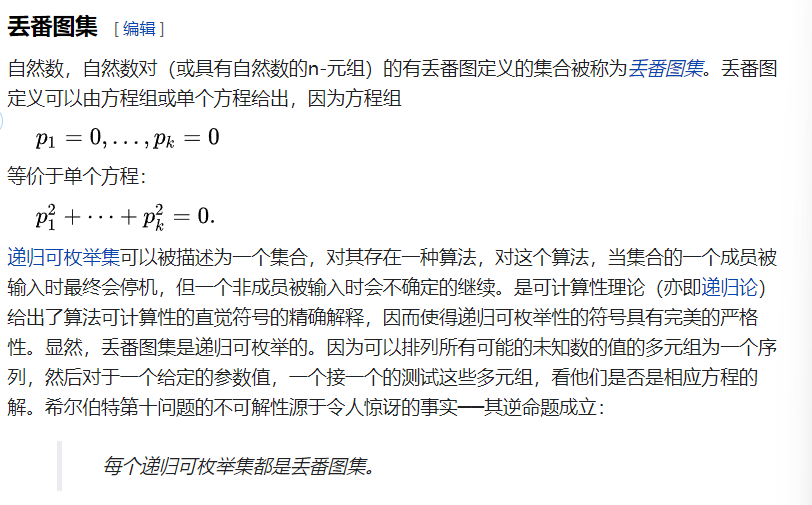 丢番图集 [编辑]
自然数，自然数对（或具有自然数的n-元组）的有丢番图定义的集合被称为丢番图集。丢番图
定义可以由方程组或单个方程给出，因为方程组
p₁ = 0, . . . , pₖ = 0
等价于单个方程：
p₁² + · · · + pₖ² = 0.
递归可枚举集可以被描述为一个集合，对其存在一种算法，对这个算法，当集合的一个成员被
输入时最终会停机，但一个非成员被输入时会不确定的继续。是可计算性理论（亦即递归论）
给出了算法可计算性的直觉符号的精确解释，因而使得递归可枚举性的符号具有完美的严格
性。显然，丢番图集是递归可枚举的。因为可以排列所有可能的未知数的值的多元组为一个序
列，然后对于一个给定的参数值，一个接一个的测试这些多元组，看他们是否是相应方程的
解。希尔伯特第十问题的不可解性源于令人惊讶的事实──其逆命题成立：
每个递归可枚举集都是丢番图集。